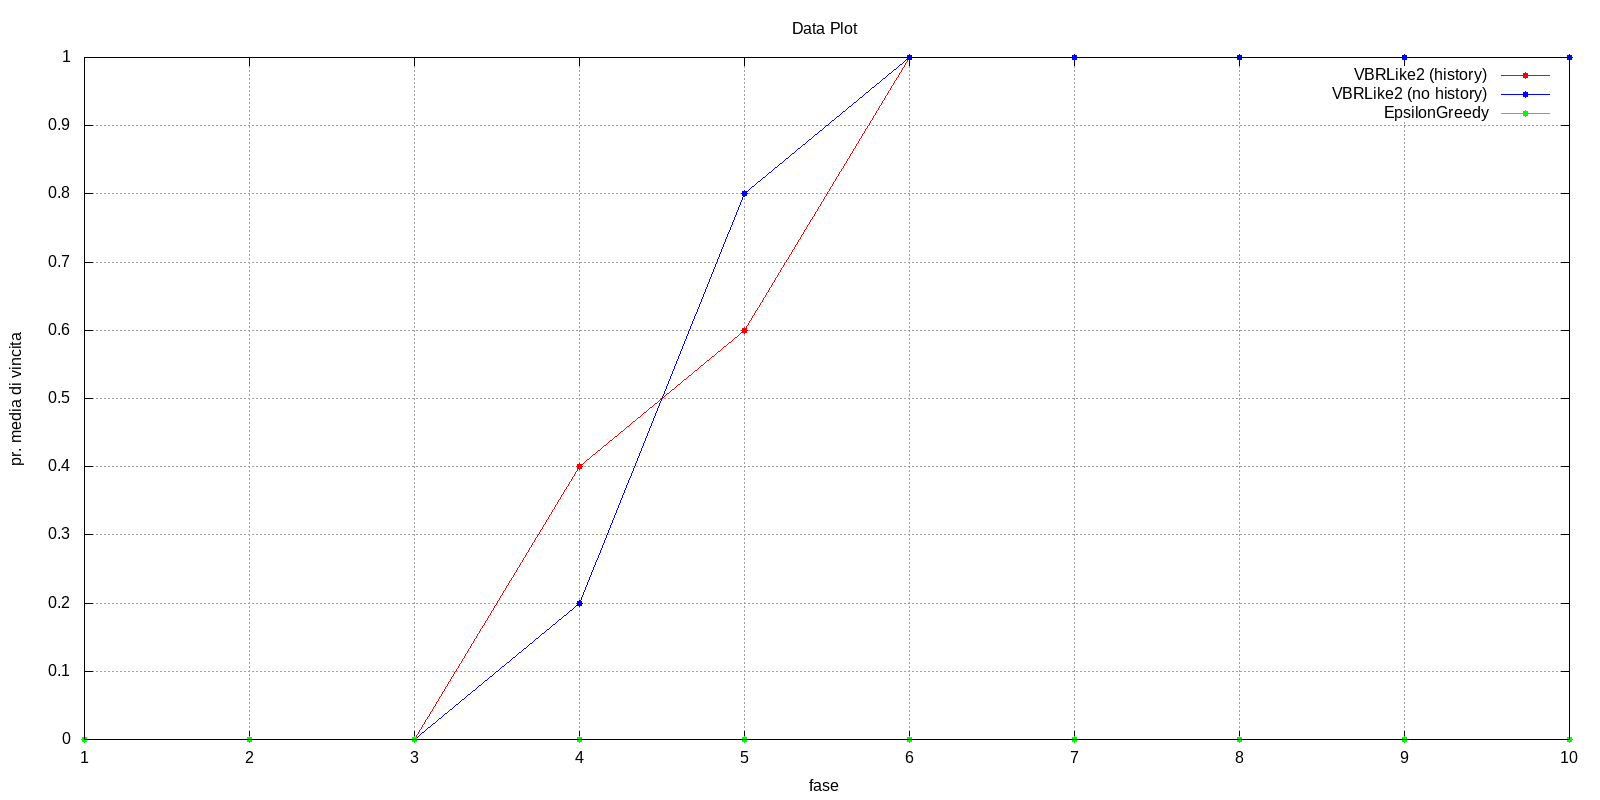 Data Plot
1
0.9
0.8
0.7
0.6
0.5
0.4
0.3
0.2
0.1
0
pr. media di vincita
VBRLike2 (history)
VBRLike2 (no history)
EpsilonGreedy
1 2 3 4 5 6 7 8 9 10
fase